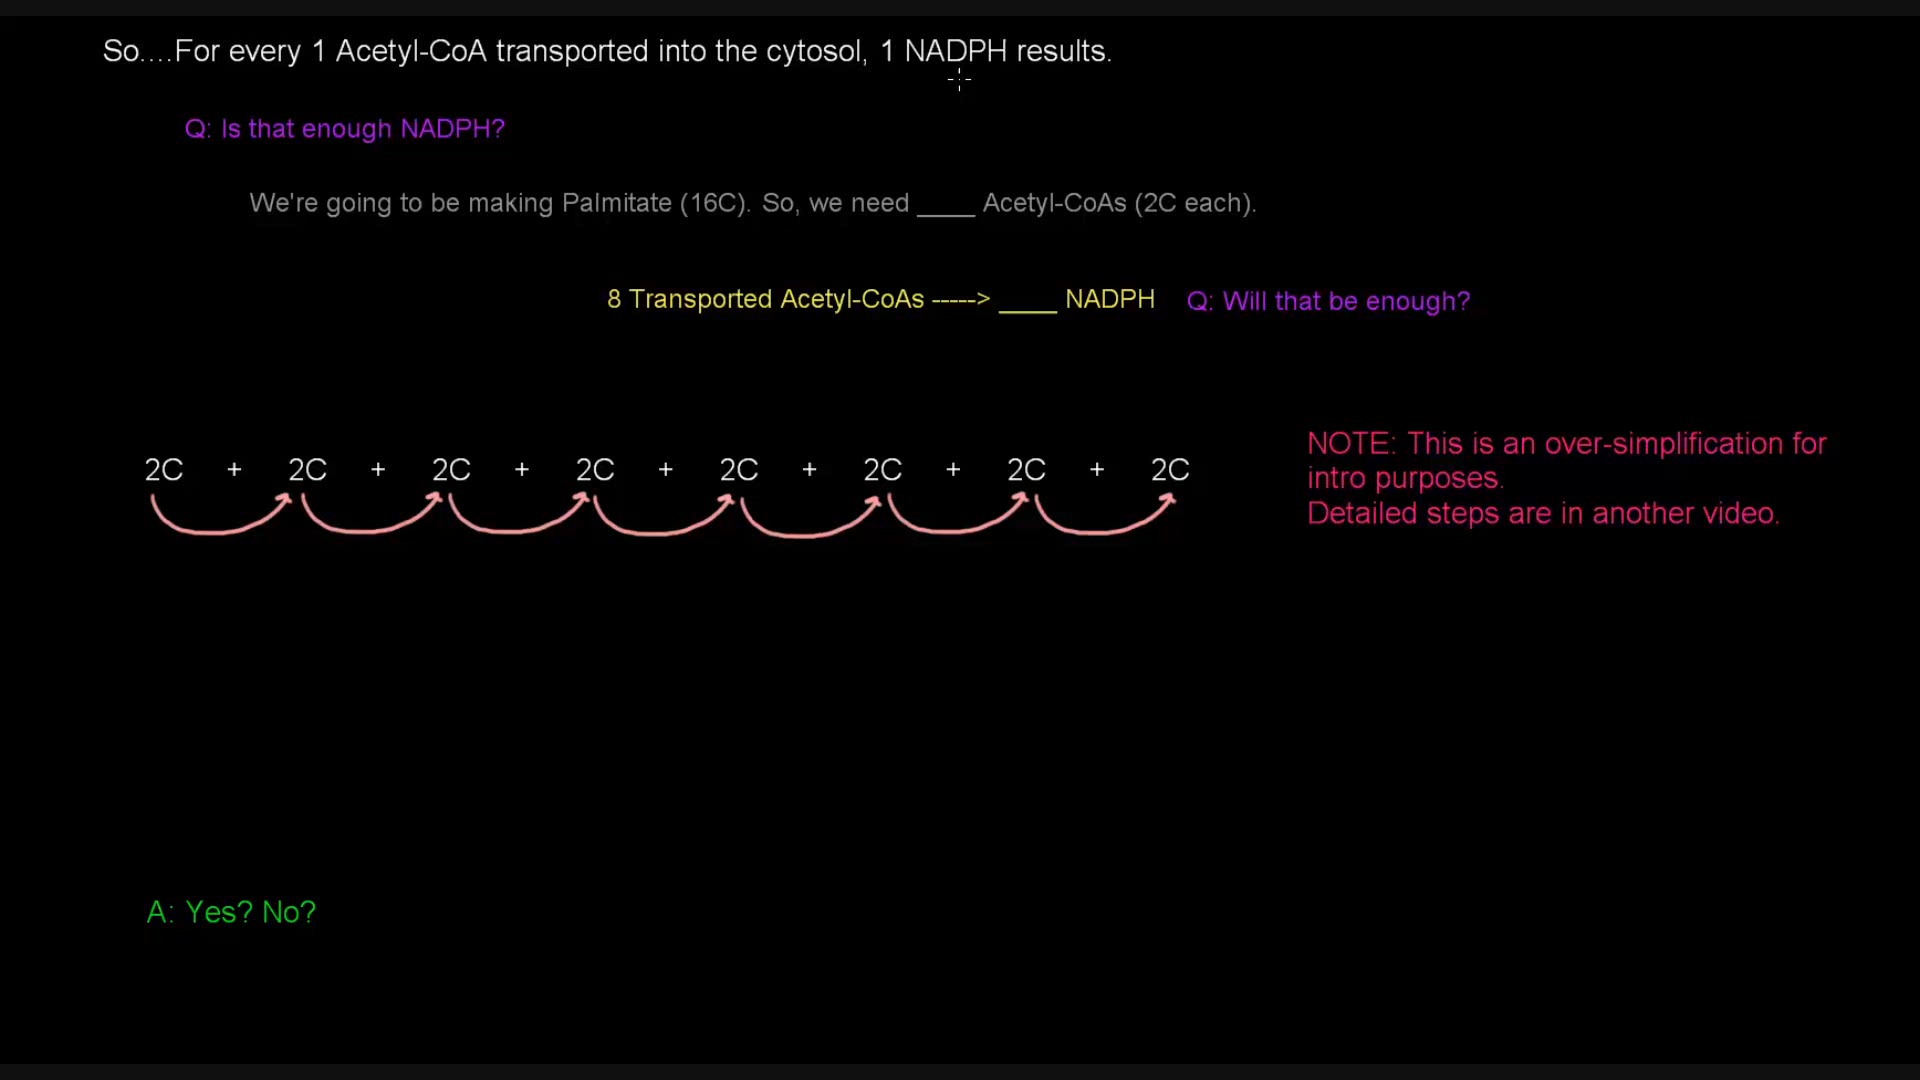 So....For every 1 Acetyl-CoA transported into the cytosol, 1 NADPH results.
Q: Is that enough NADPH?
We're going to be making Palmitate (16C). So, we need ____ Acetyl-CoAs (2C each).
8 Transported Acetyl-CoAs -----> ____ NADPH Q: Will that be enough?
2C + 2C + 2C + 2C + 2C + 2C + 2C + 2C
NOTE: This is an over-simplification for
intro purposes.
Detailed steps are in another video.
A: Yes? No?